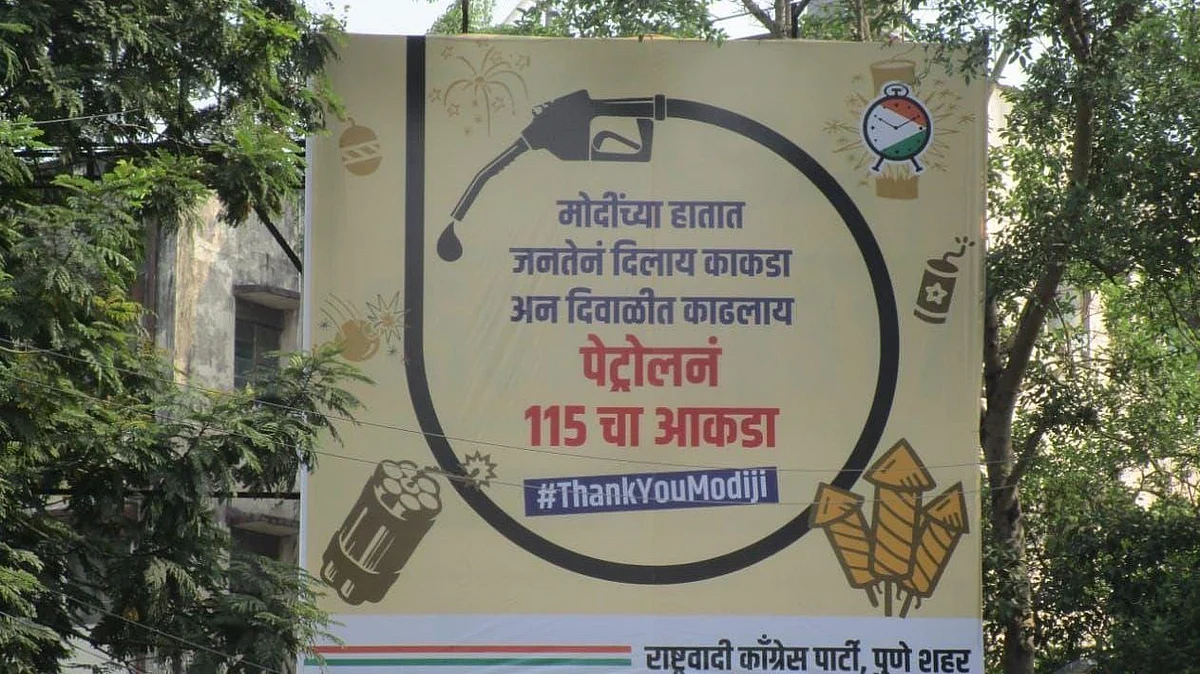 मोदींच्या हातात
जनतेनं दिलाय काकडा
अन दिवाळीत काढलाय
पेट्रोलनं
115 चा आकडा
#ThankYouModiji
राष्ट्रवादी काँग्रेस पार्टी, पुणे शहर